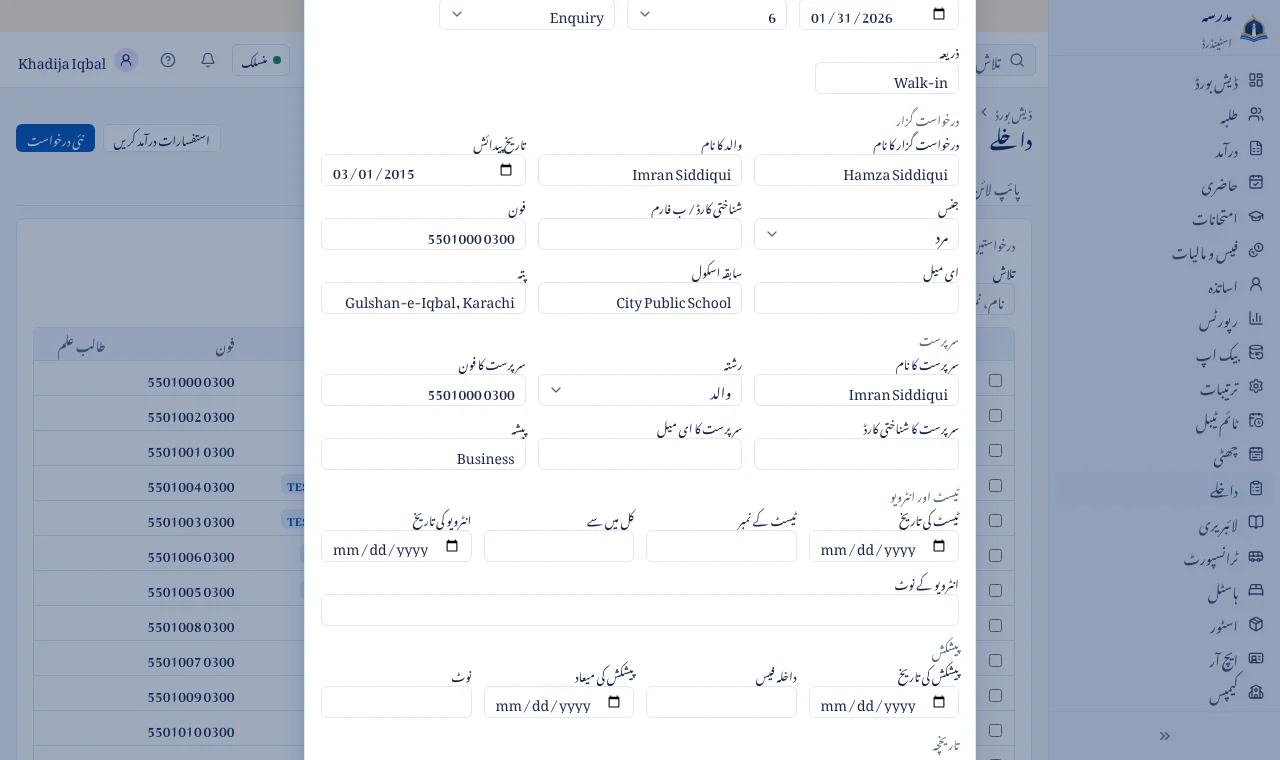 مدرسہ
اسٹینڈرڈ
ڈیش بورڈ
طلبہ
درآمد
حاضری
امتحانات
فیس و مالیات
اساتذہ
رپورٹس
بیک اپ
ترتیبات
ٹائم ٹیبل
چھٹی
داخلے
لائبریری
ٹرانسپورٹ
ہاسٹل
اسٹور
ایچ آر
کیمپس
تلاش
منسلک
Khadija Iqbal
ڈیش بورڈ
داخلے
استفسارات درآمد کریں
نئی درخواست
پائپ لائن
تلاش
نام،
فون
طالب علم
0300 5501000
0300 5501002
0300 5501001
0300 5501004
0300 5501003
0300 5501006
0300 5501005
0300 5501008
0300 5501007
0300 5501009
0300 5501010
01/31/2026
6
Enquiry
ذریعہ
Walk-in
درخواست گزار
درخواست گزار کا نام
والد کا نام
تاریخ پیدائش
Hamza Siddiqui
Imran Siddiqui
03/01/2015
جنس
شناختی کارڈ / ب فارم
فون
مرد
0300 5501000
ای میل
سابقہ اسکول
پتہ
City Public School
Gulshan-e-Iqbal, Karachi
سرپرست
سرپرست کا نام
رشتہ
سرپرست کا فون
Imran Siddiqui
والد
0300 5501000
سرپرست کا شناختی کارڈ
سرپرست کا ای میل
پیشہ
Business
ٹیسٹ اور انٹرویو
ٹیسٹ کی تاریخ
ٹیسٹ کے نمبر
کل میں سے
انٹرویو کی تاریخ
mm/dd/yyyy
mm/dd/yyyy
انٹرویو کے نوٹ
پیشکش
پیشکش کی تاریخ
داخلہ فیس
پیشکش کی میعاد
نوٹ
mm/dd/yyyy
mm/dd/yyyy
تاریخچہ